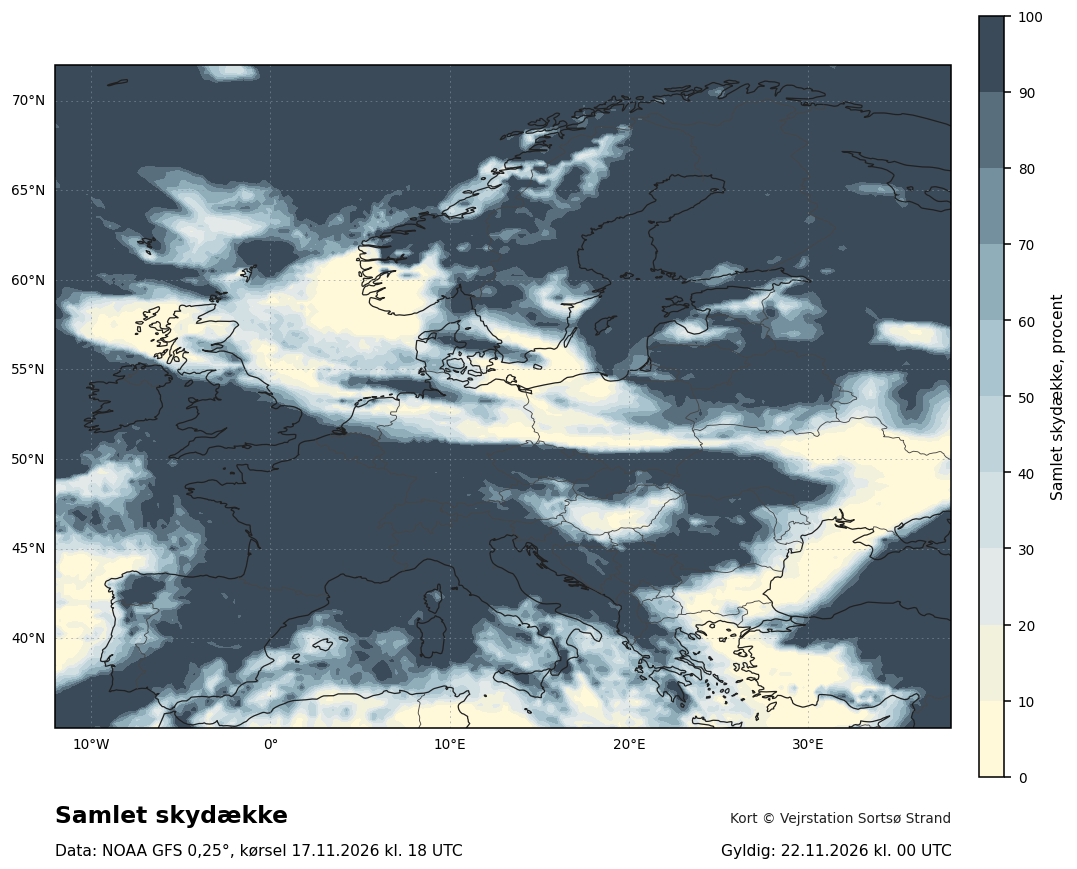 100
90
80
70
60
50
40
30
20
10
0
Samlet skydække, procent
70°N
65°N
60°N
55°N
50°N
45°N
40°N
10°W
0°
10°E
20°E
30°E
Samlet skydække
Kort © Vejrstation Sortsø Strand
Data: NOAA GFS 0,25°, kørsel 17.11.2026 kl. 18 UTC
Gyldig: 22.11.2026 kl. 00 UTC